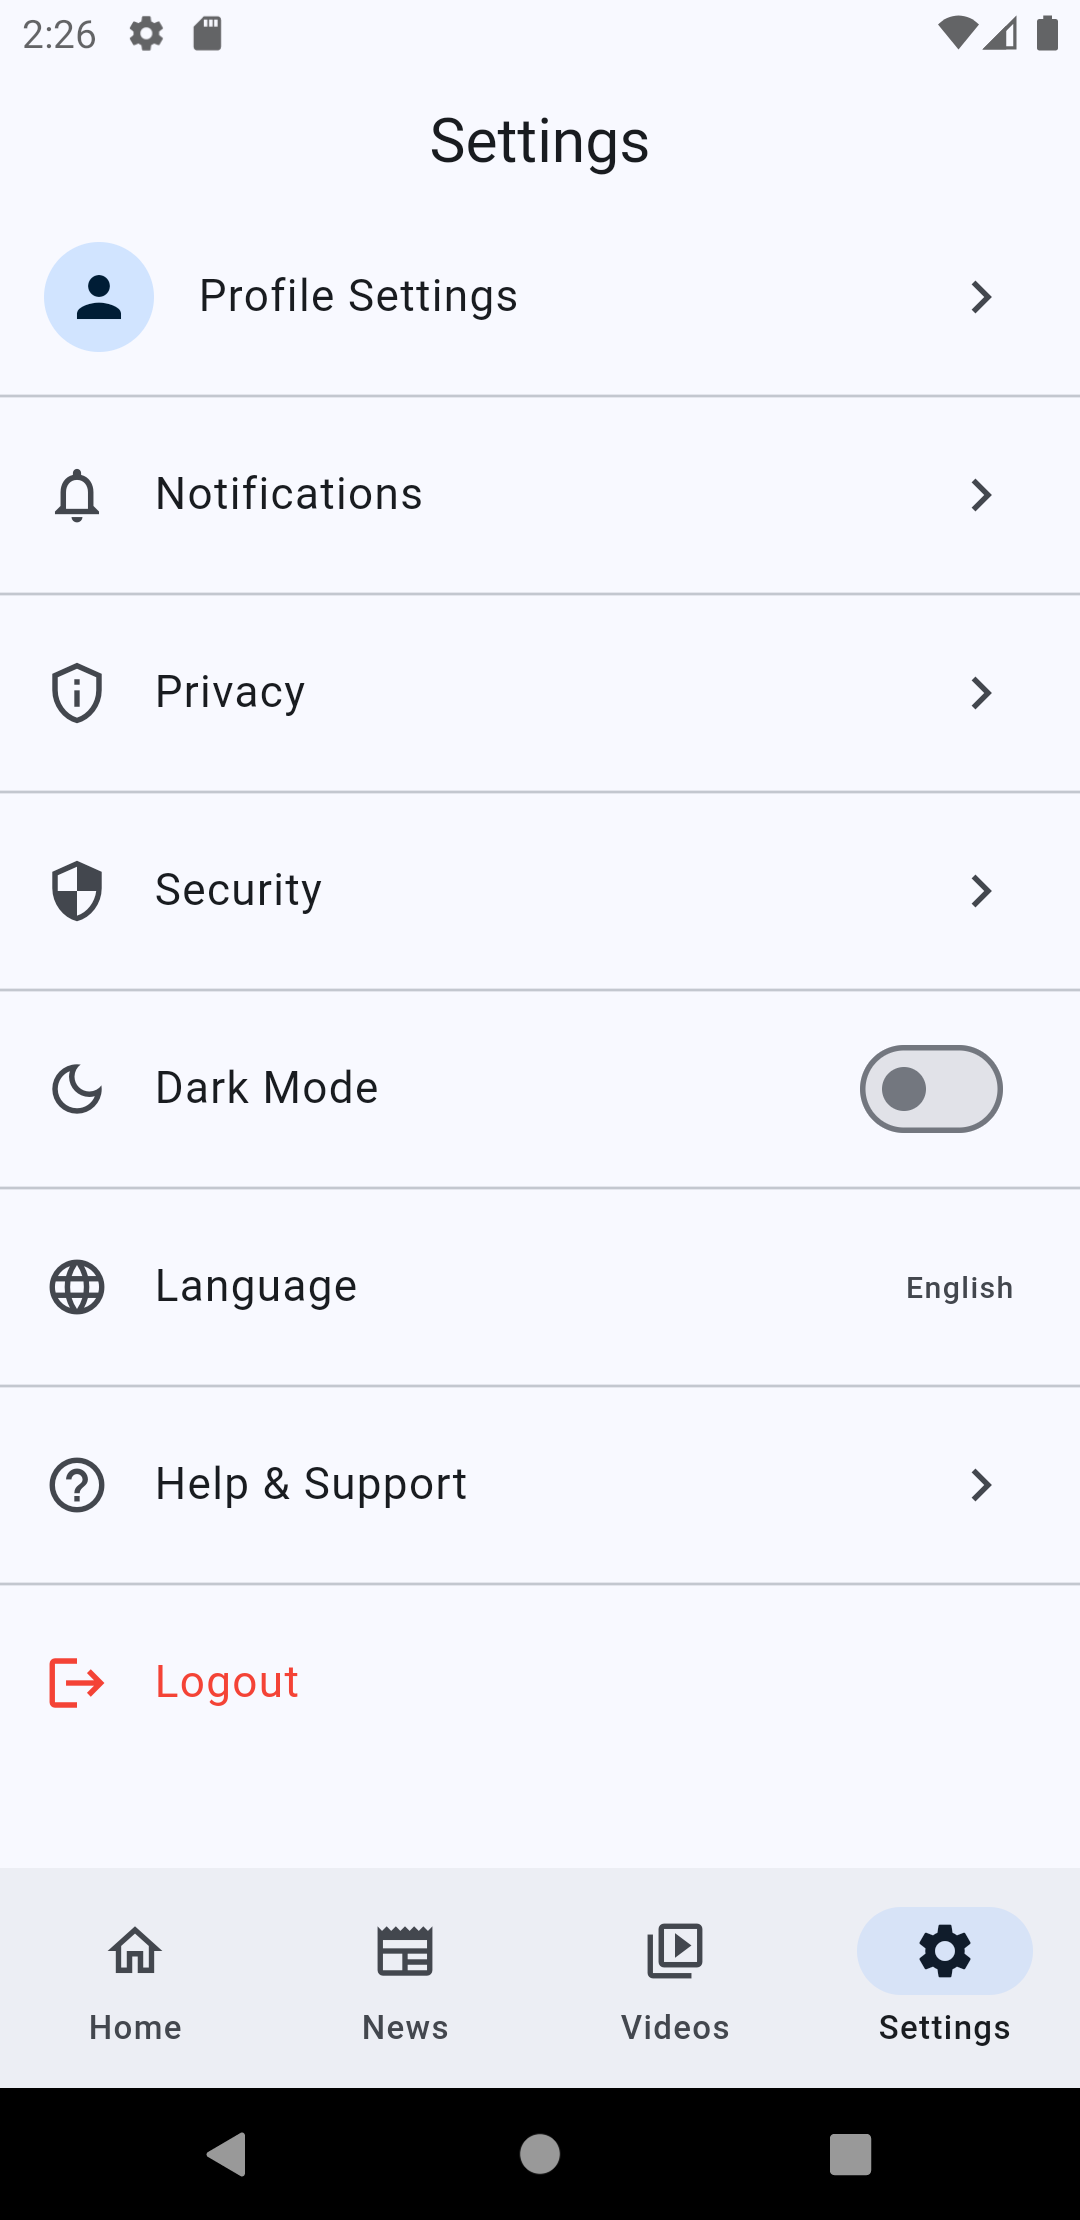 2:26
Settings
Profile Settings
Notifications
Privacy
Security
Dark Mode
Language
English
Help & Support
Logout
Home
News
Videos
Settings